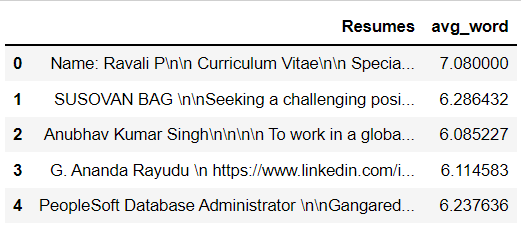 Resumes avg_word
0 Name: Ravali P\n\n Curriculum Vitae\n\n Specia... 7.080000
1 SUSOVAN BAG \n\nSeeking a challenging posi... 6.286432
2 Anubhav Kumar Singh\n\n\n\n To work in a globa... 6.085227
3 G. Ananda Rayudu \n https://www.linkedin.com/i... 6.114583
4 PeopleSoft Database Administrator \n\nGangared... 6.237636